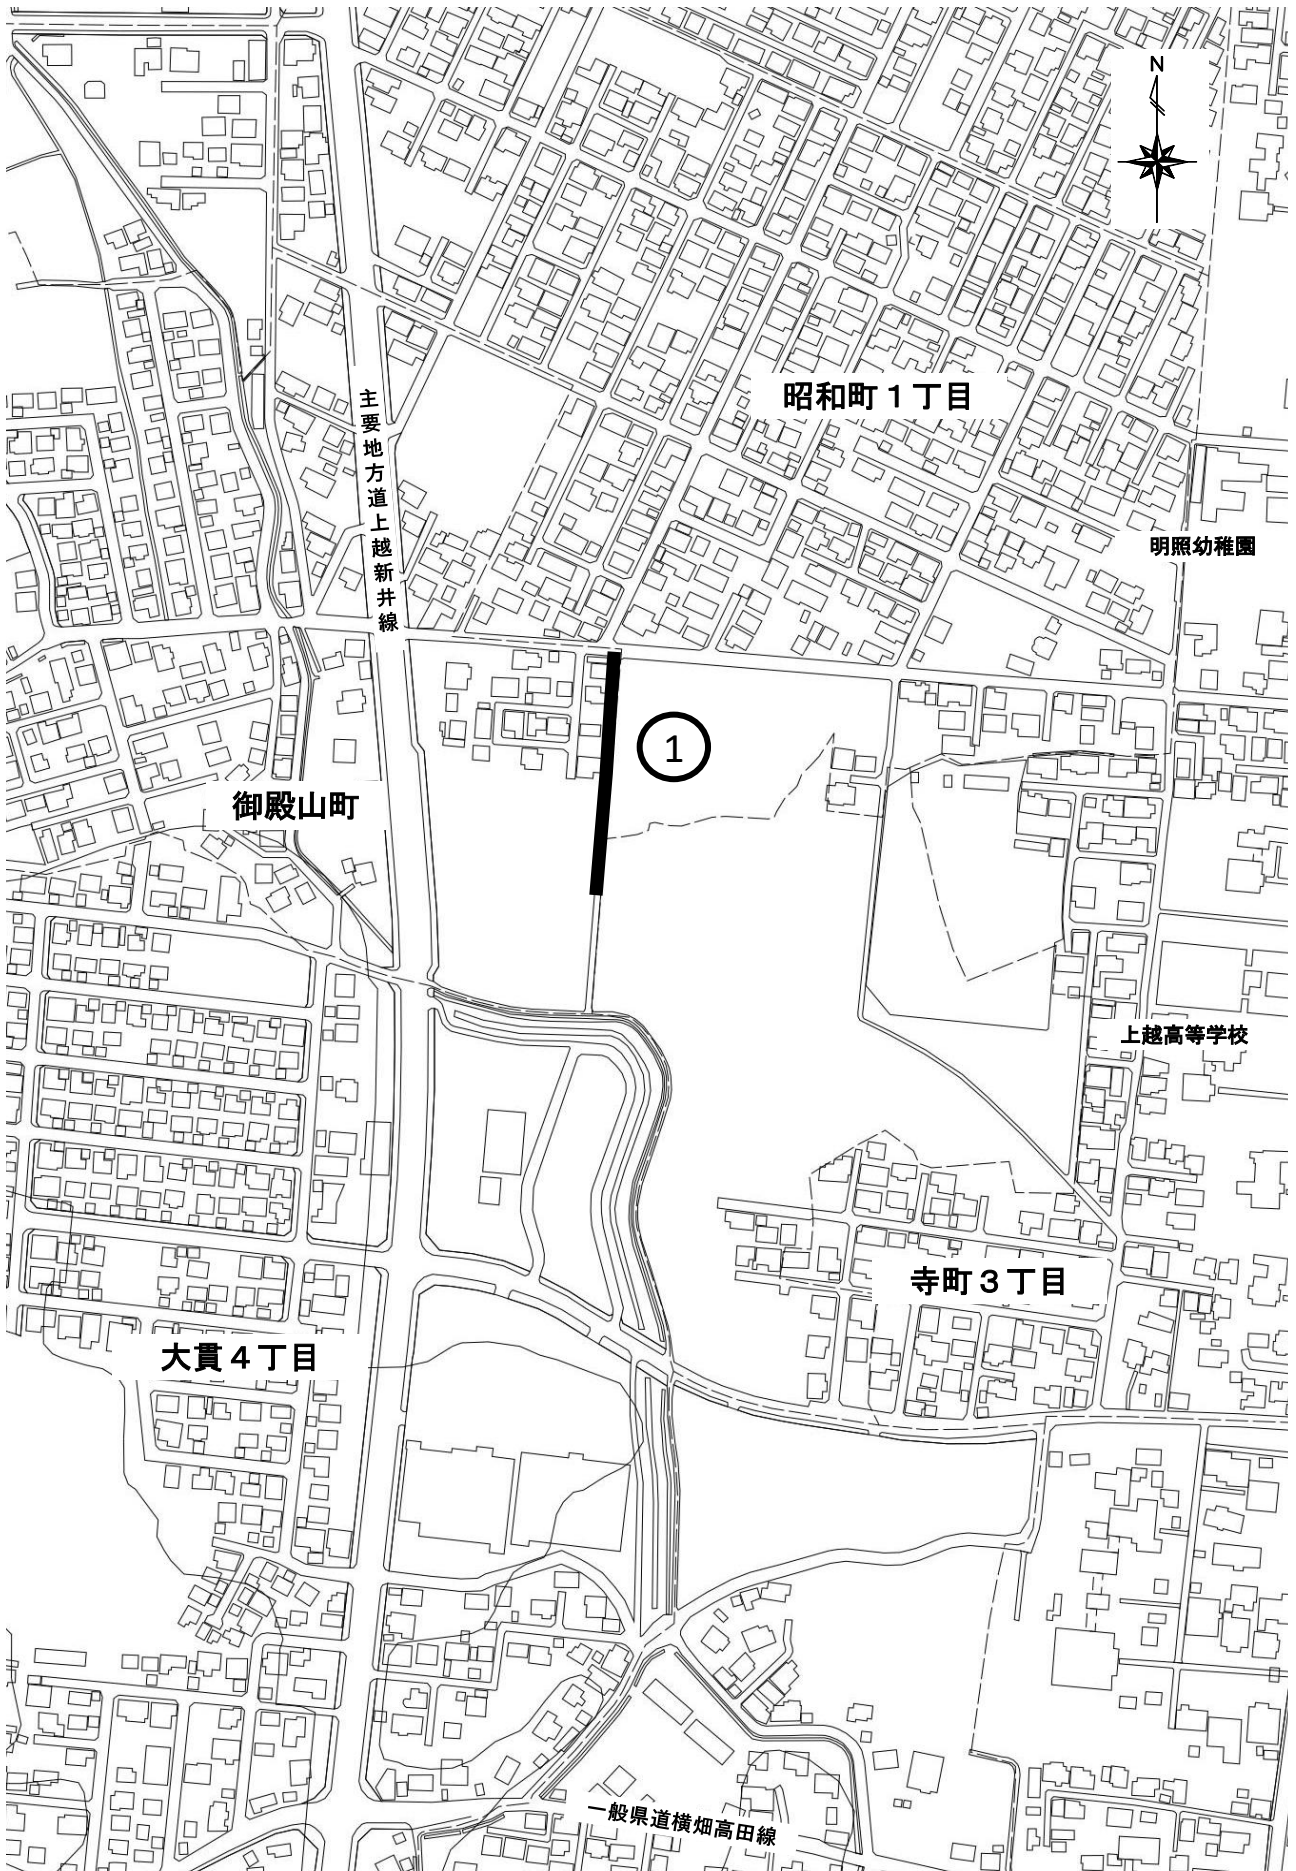 N
昭和町１丁目
主要地方道上越新井線
明照幼稚園
1
御殿山町
上越高等学校
寺町３丁目
大貫４丁目
一般県道横畑高田線